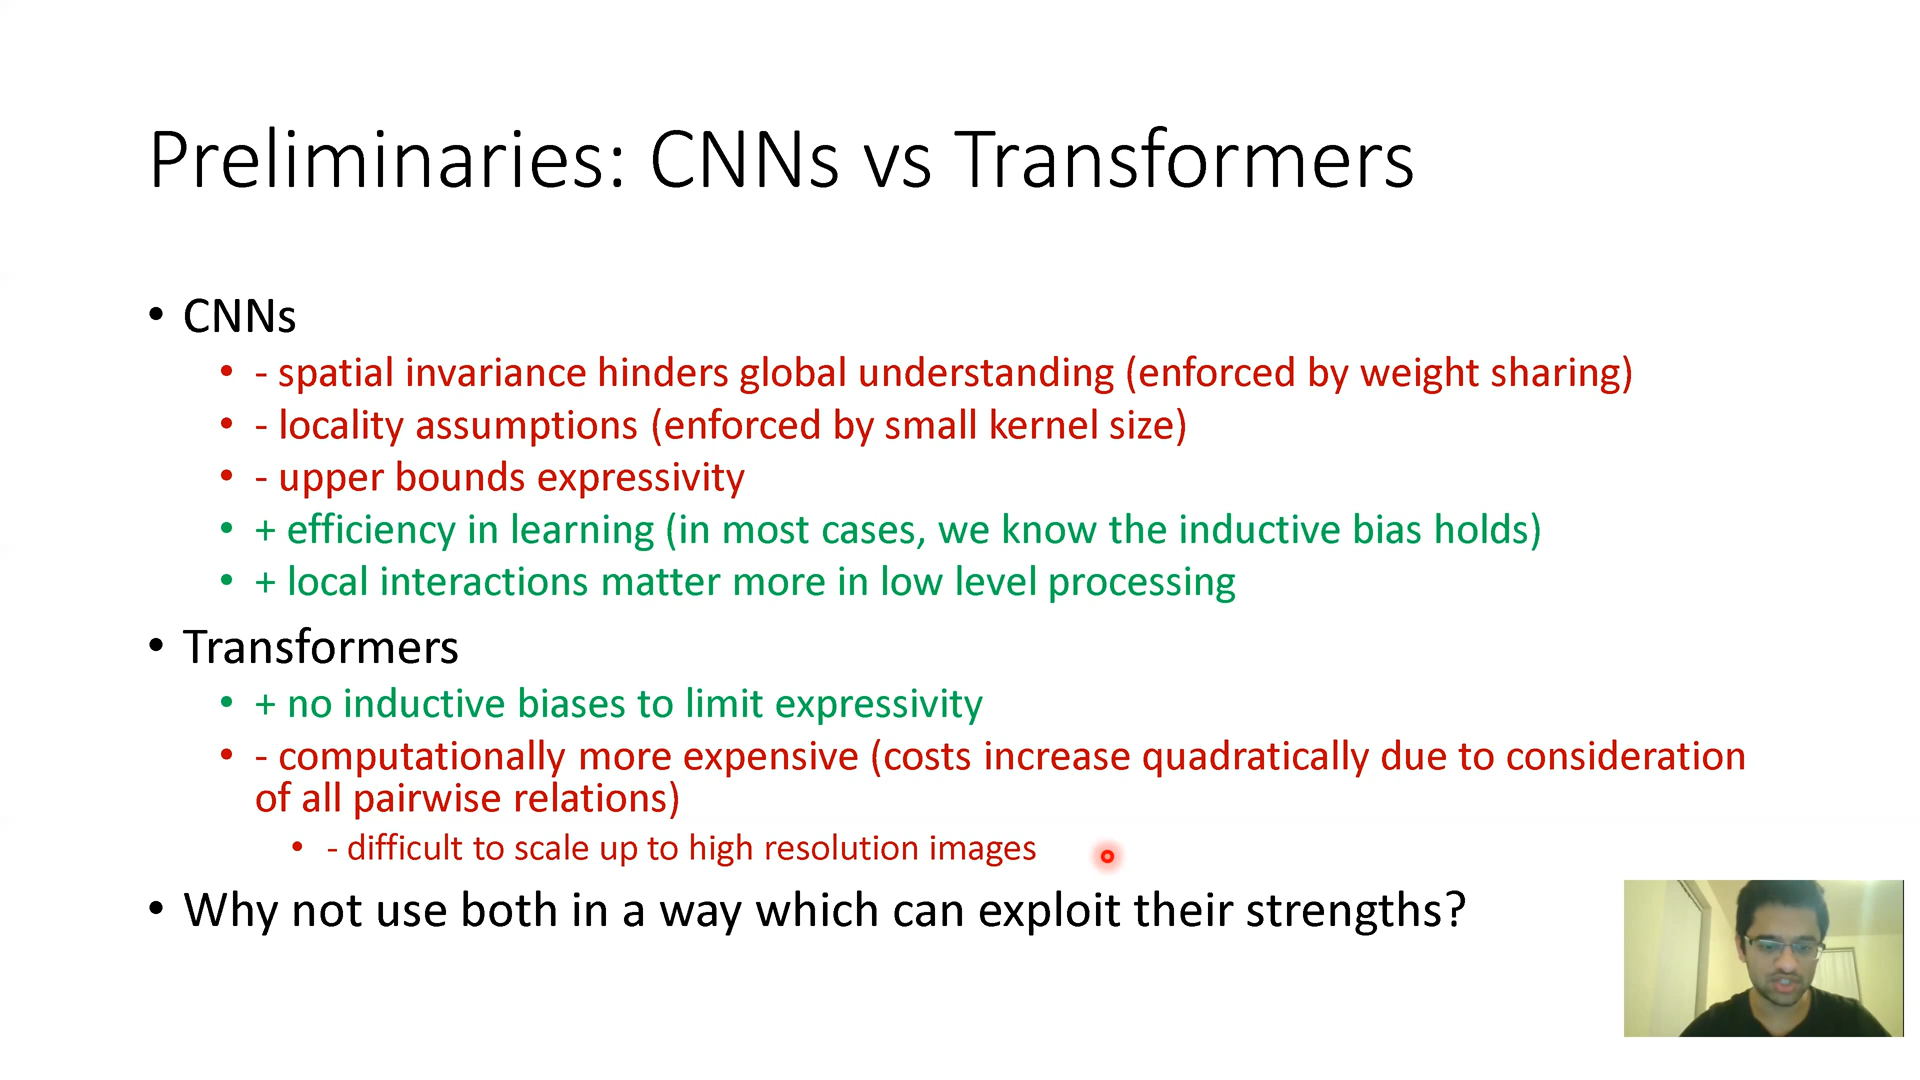 Preliminaries: CNNs vs Transformers
• CNNs
• - spatial invariance hinders global understanding (enforced by weight sharing)
• - locality assumptions (enforced by small kernel size)
• - upper bounds expressivity
• + efficiency in learning (in most cases, we know the inductive bias holds)
• + local interactions matter more in low level processing
• Transformers
• + no inductive biases to limit expressivity
• - computationally more expensive (costs increase quadratically due to consideration
of all pairwise relations)
• - difficult to scale up to high resolution images
• Why not use both in a way which can exploit their strengths?